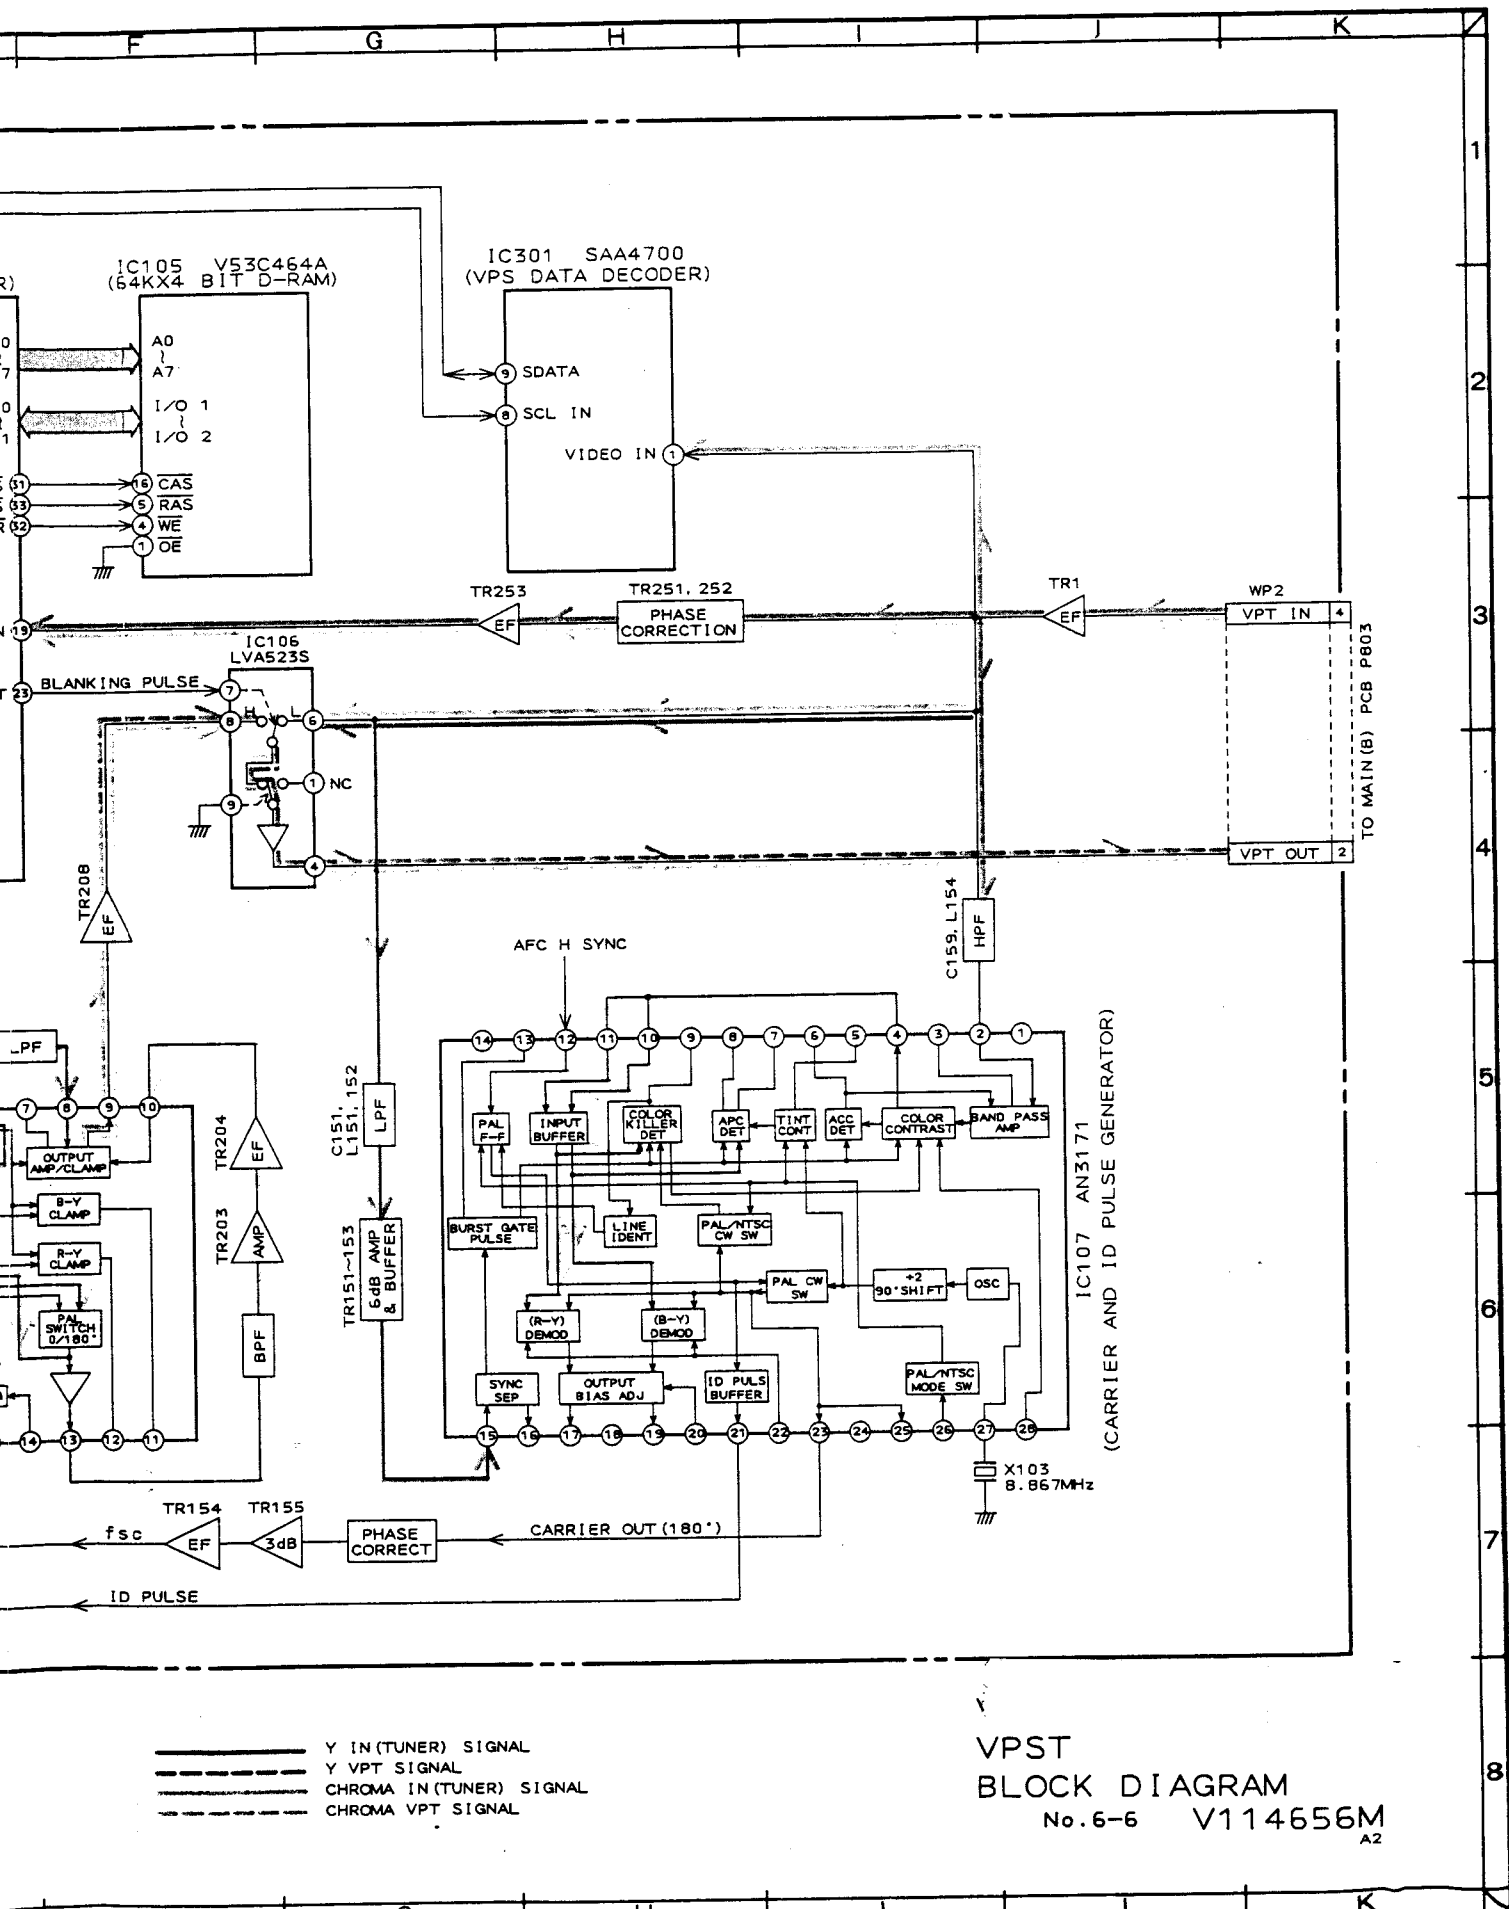 F G H I J K
1
IC105 V53C464A
(64KX4 BIT D-RAM)
IC301 SAA4700
(VPS DATA DECODER)
R)
0
7
A0
≀
A7
0
1
I/O 1
≀
I/O 2
9 SDATA
8 SCL IN
VIDEO IN 1
2
31 16 CAS
33 5 RAS
R 32 4 WE
1 OE
TR253
EF
TR251, 252
PHASE
CORRECTION
TR1
EF
WP2
VPT IN 4
3
N 19
IC106
LVA523S
T 23 BLANKING PULSE 7
8 H L 6
1 NC
9
4
VPT OUT 2
TO MAIN(B) PCB P803
4
TR208
EF
AFC H SYNC
C159, L154
HPF
LPF
14 13 12 11 10 9 8 7 6 5 4 3 2 1
5
7 8 9 10
OUTPUT
AMP/CLAMP
B-Y
CLAMP
R-Y
CLAMP
PAL
SWITCH
0/180°
14 13 12 11
TR204
EF
TR203
AMP
BPF
C151,
L151, 152
LPF
TR151~153
6dB AMP
& BUFFER
PAL
F-F
INPUT
BUFFER
COLOR
KILLER
DET
APC
DET
TINT
CONT
ACC
DET
COLOR
CONTRAST
BAND PASS
AMP
BURST GATE
PULSE
LINE
IDENT
PAL/NTSC
CW SW
PAL CW
SW
÷2
90°SHIFT
OSC
(R-Y)
DEMOD
(B-Y)
DEMOD
SYNC
SEP
OUTPUT
BIAS ADJ
ID PULS
BUFFER
PAL/NTSC
MODE SW
15 16 17 18 19 20 21 22 23 24 25 26 27 28
IC107 AN3171
(CARRIER AND ID PULSE GENERATOR)
6
X103
8.867MHz
TR154
EF
TR155
3dB
fsc
PHASE
CORRECT
CARRIER OUT(180°)
7
ID PULSE
Y IN(TUNER) SIGNAL
Y VPT SIGNAL
CHROMA IN(TUNER) SIGNAL
CHROMA VPT SIGNAL
VPST
BLOCK DIAGRAM
No.6-6 V114656M
A2
8
K